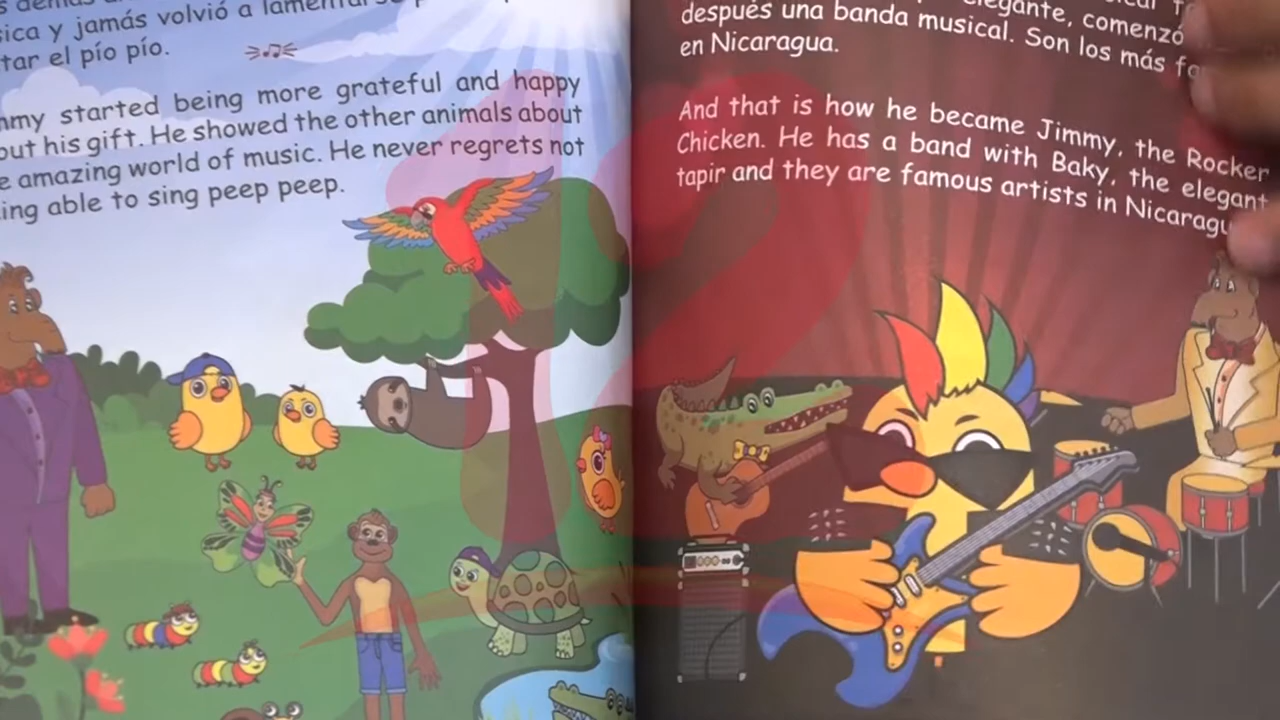 sica y jamás volvió a
tar el pío pío.
mmy started being more grateful and happy
out his gift. He showed the other animals about
e amazing world of music. He never regrets not
ing able to sing peep peep.
elegante, comenzó
después una banda musical. Son los más
en Nicaragua.
And that is how he became Jimmy, the Rocker
Chicken. He has a band with Baky, the elegant
tapir and they are famous artists in Nicaragu